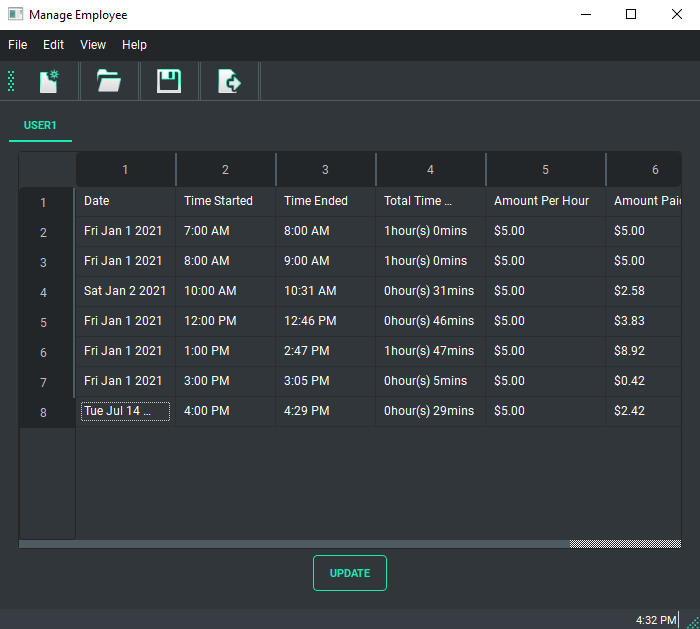 Manage Employee
File Edit View Help
USER1
1 2 3 4 5 6
1 Date Time Started Time Ended Total Time ... Amount Per Hour Amount Paid
2 Fri Jan 1 2021 7:00 AM 8:00 AM 1hour(s) 0mins $5.00 $5.00
3 Fri Jan 1 2021 8:00 AM 9:00 AM 1hour(s) 0mins $5.00 $5.00
4 Sat Jan 2 2021 10:00 AM 10:31 AM 0hour(s) 31mins $5.00 $2.58
5 Fri Jan 1 2021 12:00 PM 12:46 PM 0hour(s) 46mins $5.00 $3.83
6 Fri Jan 1 2021 1:00 PM 2:47 PM 1hour(s) 47mins $5.00 $8.92
7 Fri Jan 1 2021 3:00 PM 3:05 PM 0hour(s) 5mins $5.00 $0.42
8 Tue Jul 14 ... 4:00 PM 4:29 PM 0hour(s) 29mins $5.00 $2.42
UPDATE
4:32 PM